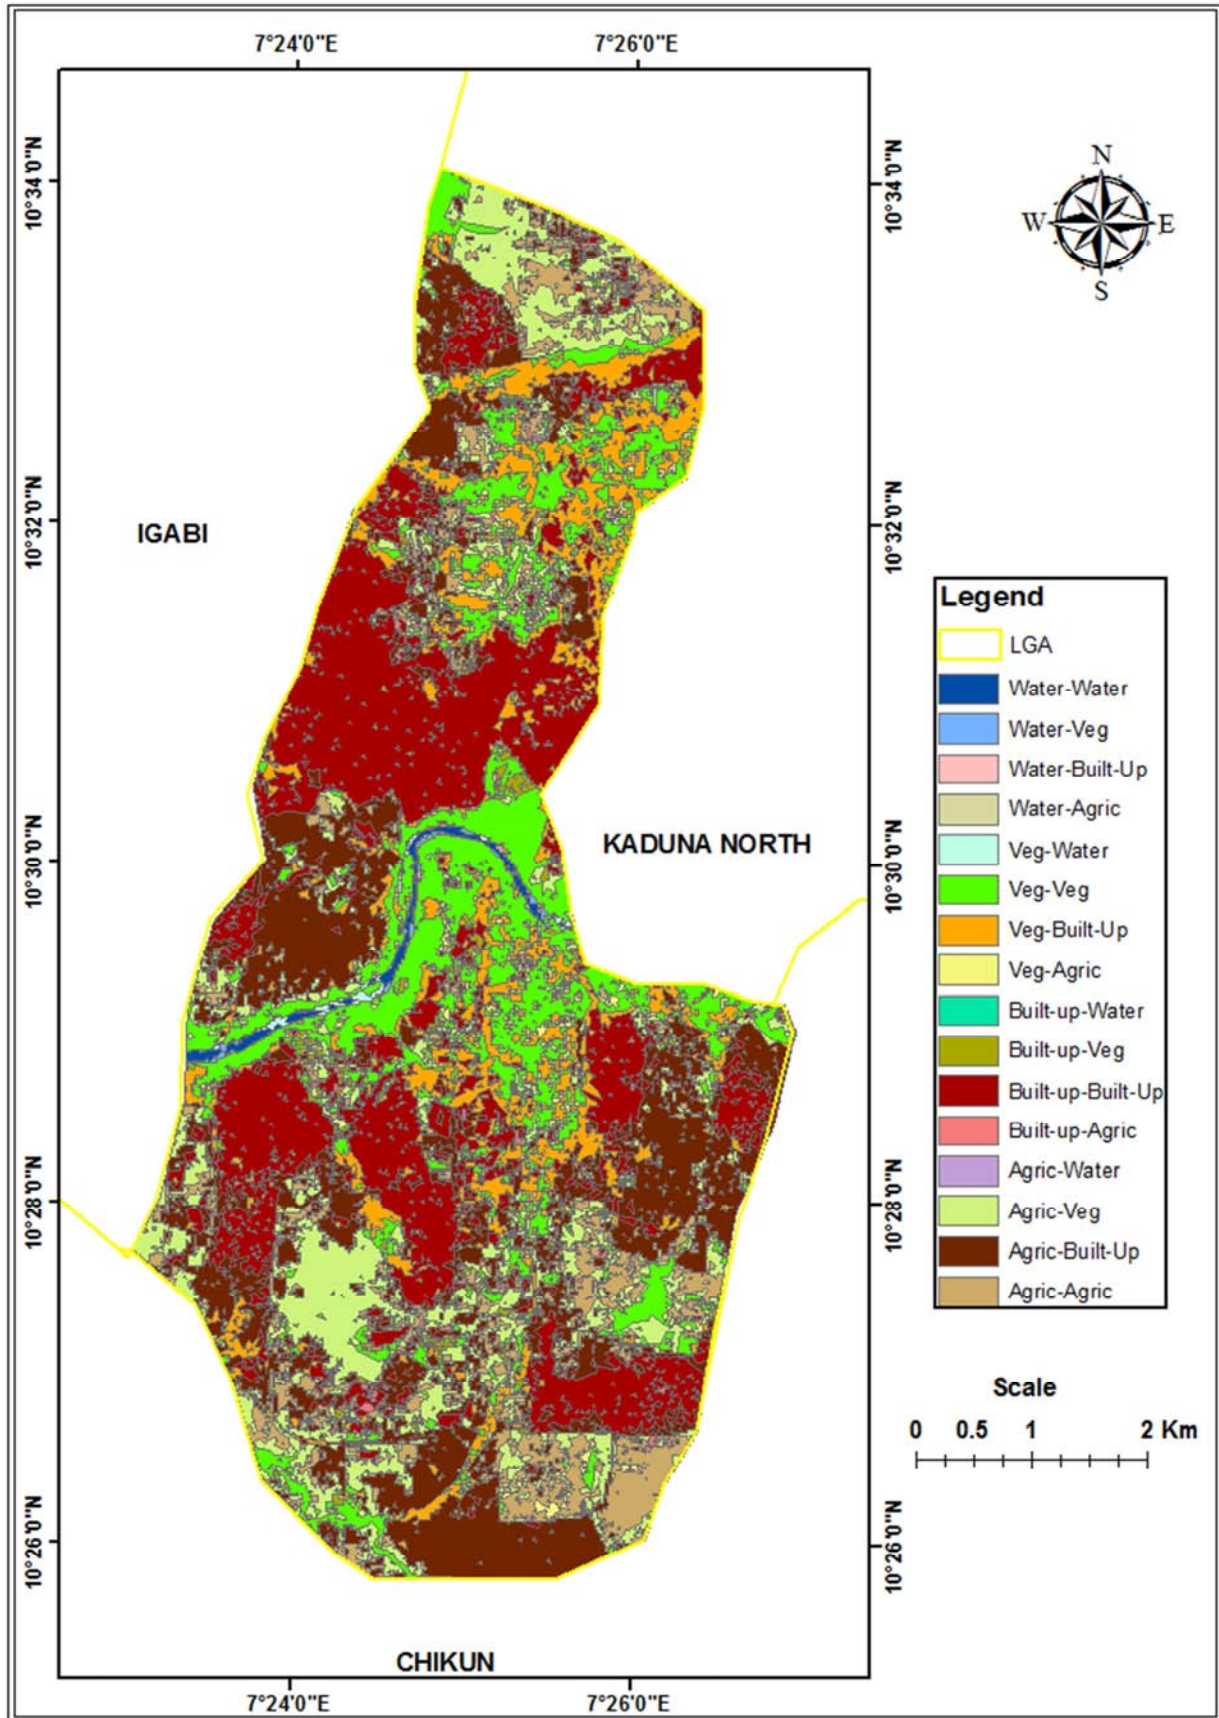 7°24'0"E 7°26'0"E
10°34'0"N 10°34'0"N
N
W E
S
10°32'0"N 10°32'0"N
IGABI
Legend
LGA
Water-Water
Water-Veg
Water-Built-Up
Water-Agric
Veg-Water
Veg-Veg
Veg-Built-Up
Veg-Agric
Built-up-Water
Built-up-Veg
Built-up-Built-Up
Built-up-Agric
Agric-Water
Agric-Veg
Agric-Built-Up
Agric-Agric
KADUNA NORTH
10°30'0"N 10°30'0"N
10°28'0"N 10°28'0"N
Scale
0 0.5 1 2 Km
10°26'0"N 10°26'0"N
CHIKUN
7°24'0"E 7°26'0"E